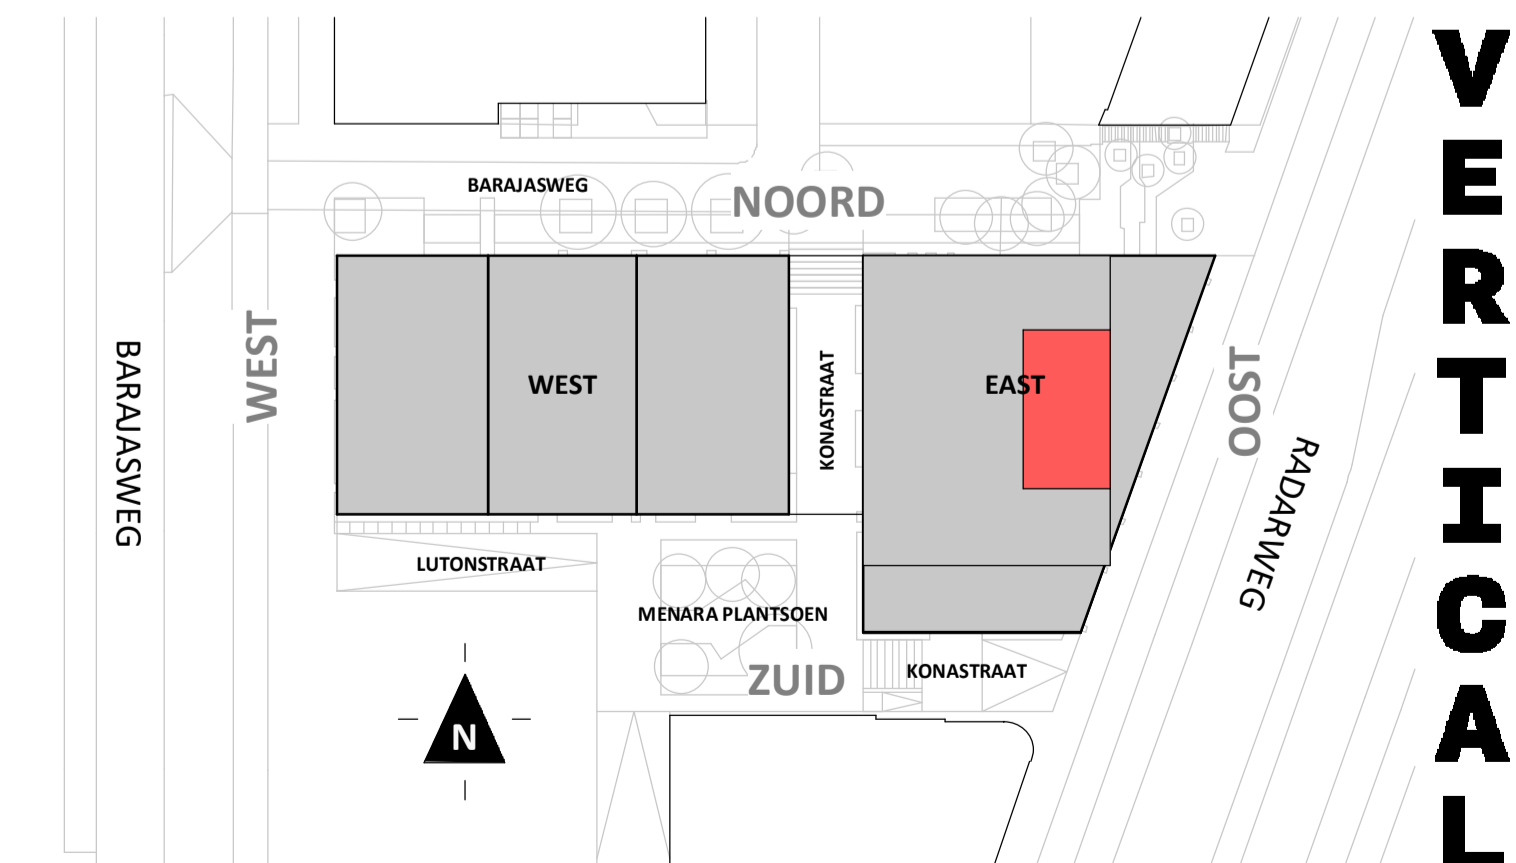 BARAJASWEG
NOORD
WEST
BARAJASWEG
WEST
KONASTRAAT
EAST
OOST
RADARWEG
LUTONSTRAAT
MENARA PLANTSOEN
ZUID
KONASTRAAT
N
VERTICAL